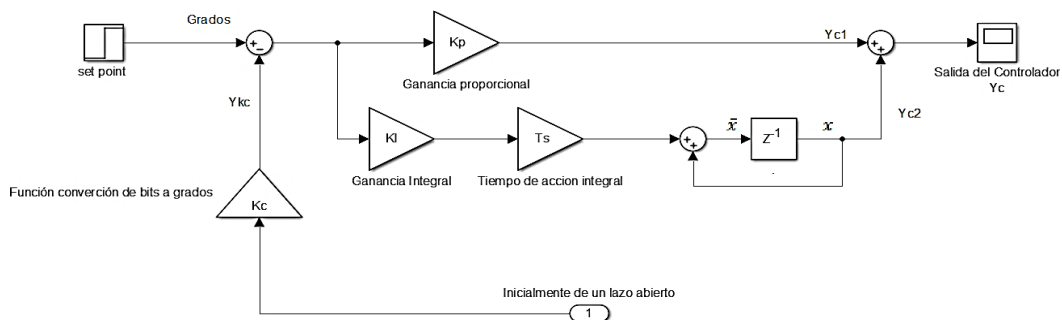 Grados
set point
+
−
Kp
Ganancia proporcional
Yc1
+
+
Salida del Controlador
Yc
Ykc
KI
Ganancia Integral
Ts
Tiempo de accion integral
+
+
x̄
Z-1
x
Yc2
.
Función converción de bits a grados
Kc
Inicialmente de un lazo abierto
1